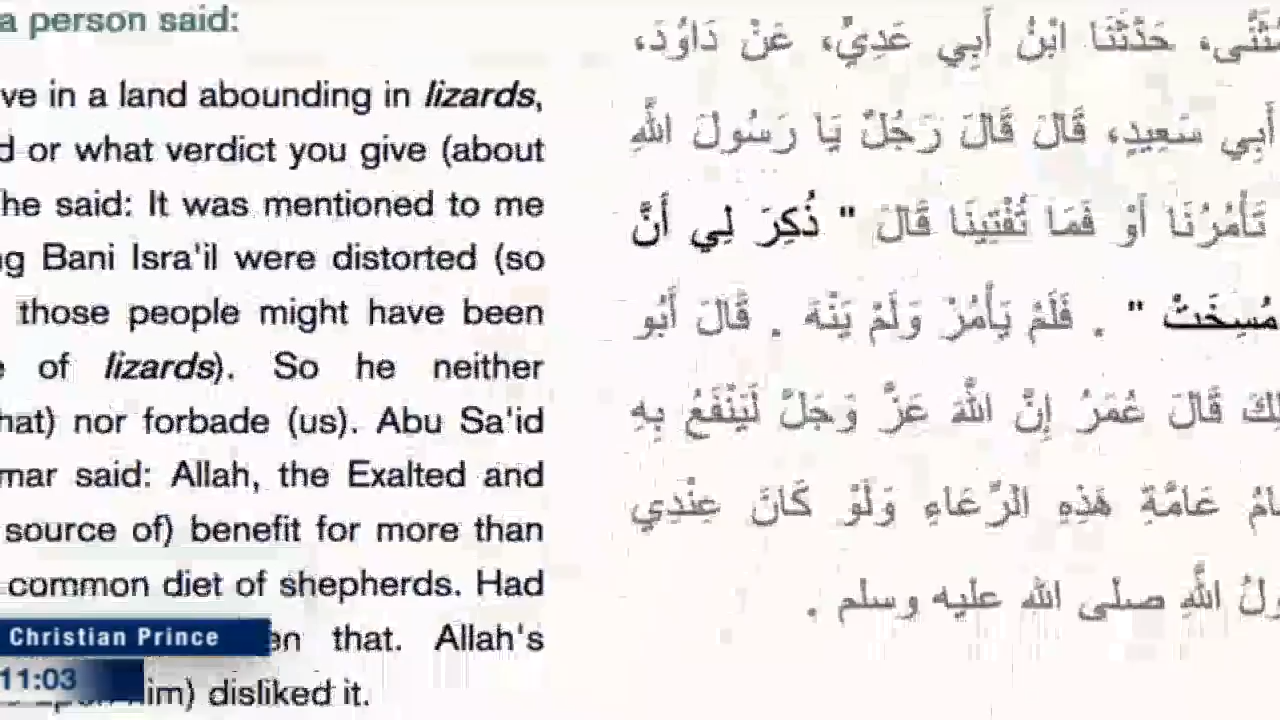 a person said:
ve in a land abounding in lizards,
d or what verdict you give (about
he said: It was mentioned to me
ng Bani Isra'il were distorted (so
those people might have been
e of lizards). So he neither
hat) nor forbade (us). Abu Sa'id
mar said: Allah, the Exalted and
source of) benefit for more than
common diet of shepherds. Had
en that. Allah's
him) disliked it.
حَدَّثَنَا ابْنُ أَبِي عَدِيٍّ، عَنْ دَاوُدَ،
أَبِي سَعِيدٍ، قَالَ قَالَ رَجُلٌ يَا رَسُولَ اللَّهِ
تَأْمُرُنَا أَوْ فَمَا تُفْتِينَا قَالَ " ذُكِرَ لِي أَنَّ
مُسِخَتْ " . فَلَمْ يَأْمُرْ وَلَمْ يَنْهَ . قَالَ أَبُو
لِكَ قَالَ عُمَرُ إِنَّ اللَّهَ عَزَّ وَجَلَّ لَيَنْفَعُ بِهِ
عَامَّةِ هَذِهِ الرِّعَاءِ وَلَوْ كَانَ عِنْدِي
ولُ اللَّهِ صلى الله عليه وسلم .
Christian Prince
11:03